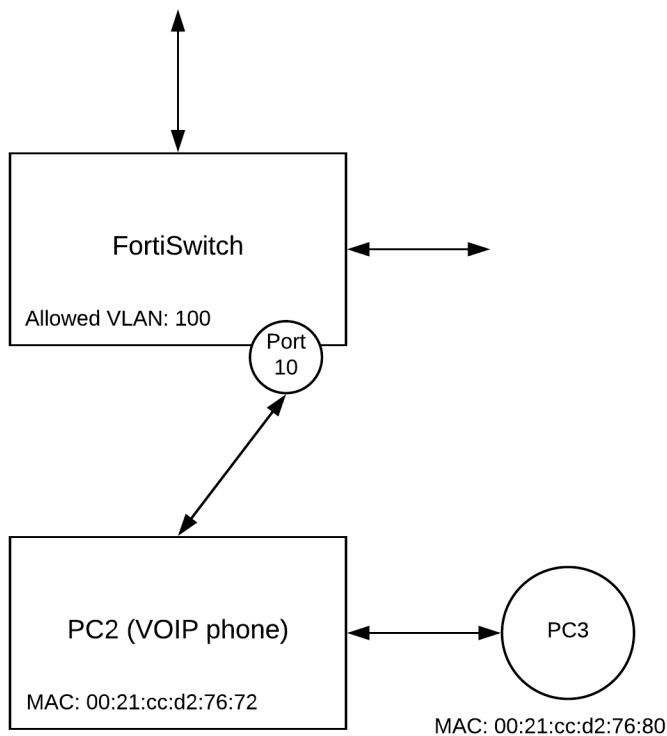 FortiSwitch
Allowed VLAN: 100
Port
10
PC2 (VOIP phone)
PC3
MAC: 00:21:cc:d2:76:72
MAC: 00:21:cc:d2:76:80